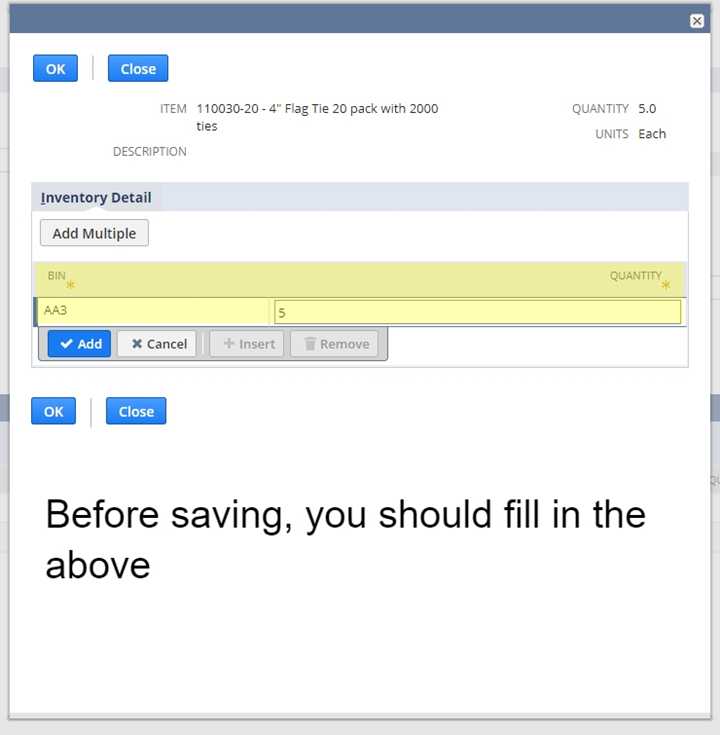 OK
Close
ITEM 110030-20 - 4" Flag Tie 20 pack with 2000
ties
QUANTITY 5.0
UNITS Each
DESCRIPTION
Inventory Detail
Add Multiple
BIN * QUANTITY *
AA3 5
Add Cancel Insert Remove
OK Close
Before saving, you should fill in the
above